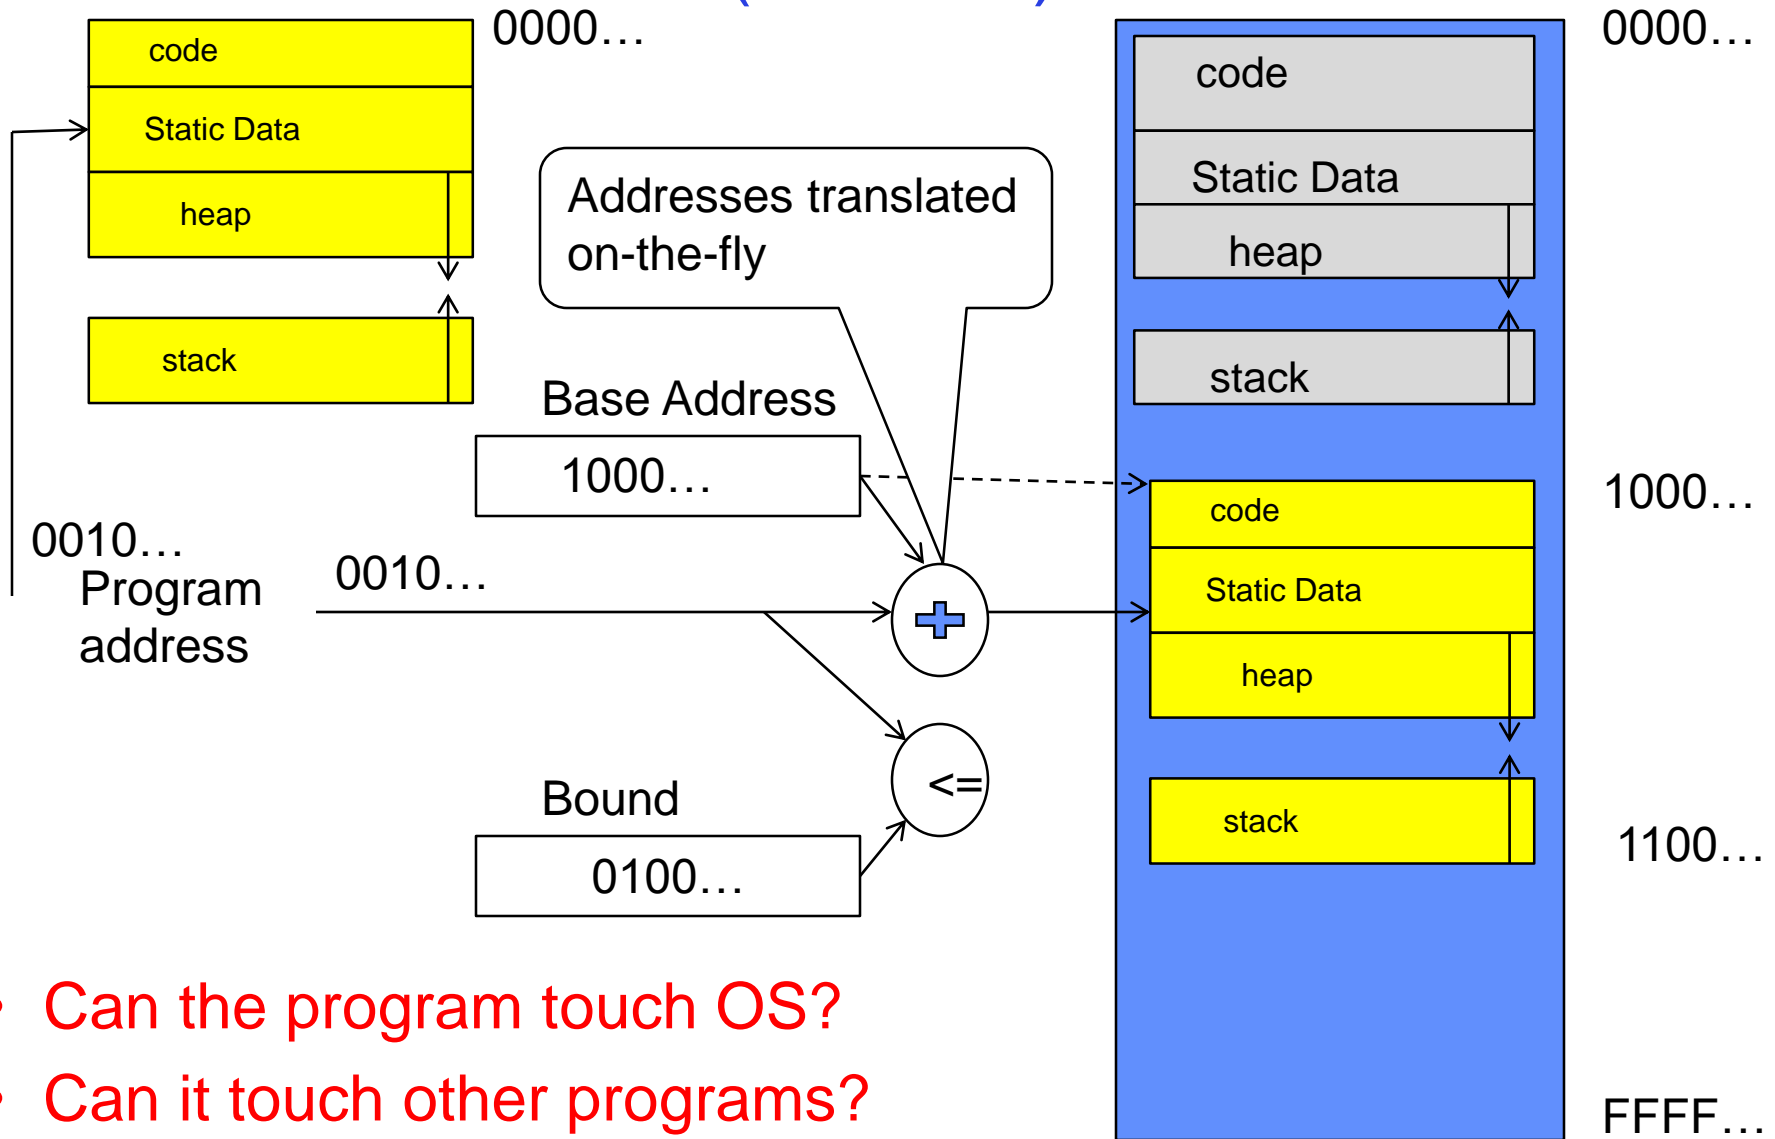 0000…
code
Static Data
heap
stack
Addresses translated
on-the-fly
Base Address
1000…
0010…
Program
address
0010…
<=
Bound
0100…
0000…
code
Static Data
heap
stack
1000…
code
Static Data
heap
stack
1100…
FFFF…
• Can the program touch OS?
• Can it touch other programs?